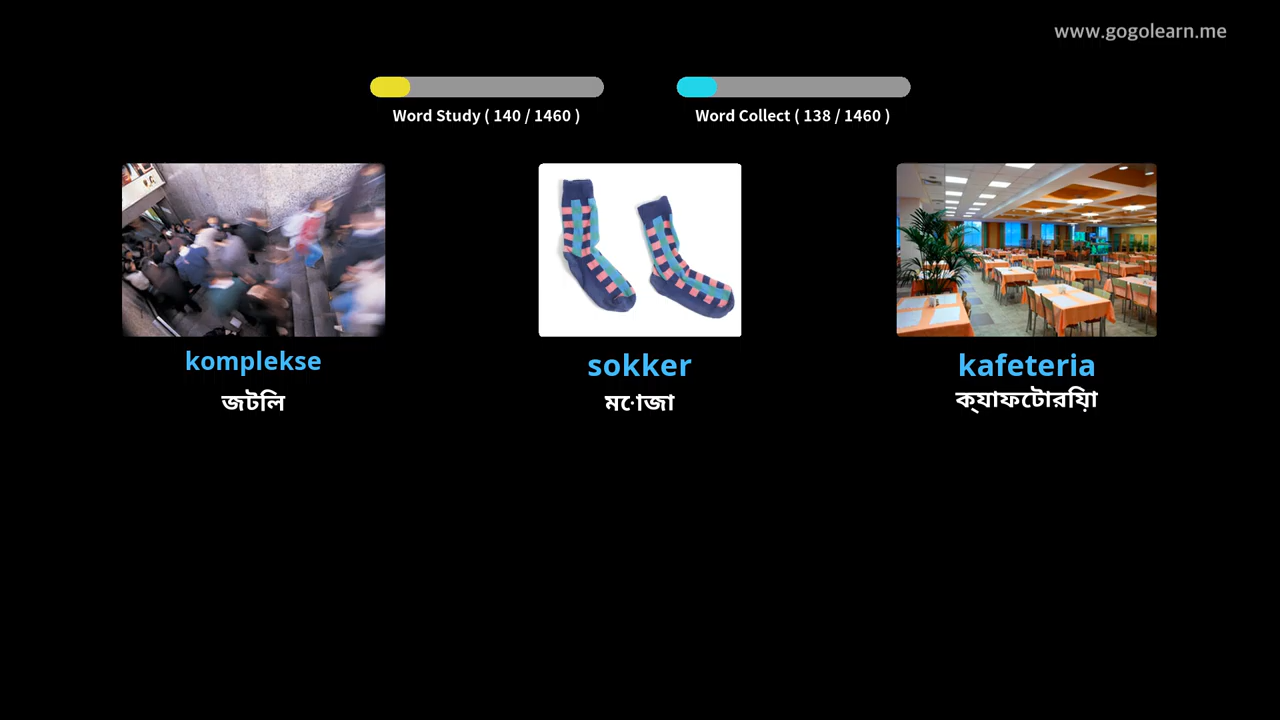 www.gogolearn.me
Word Study ( 140 / 1460 )
Word Collect ( 138 / 1460 )
komplekse
জটিল
sokker
মোজা
kafeteria
ক্যাফেটেরিয়া